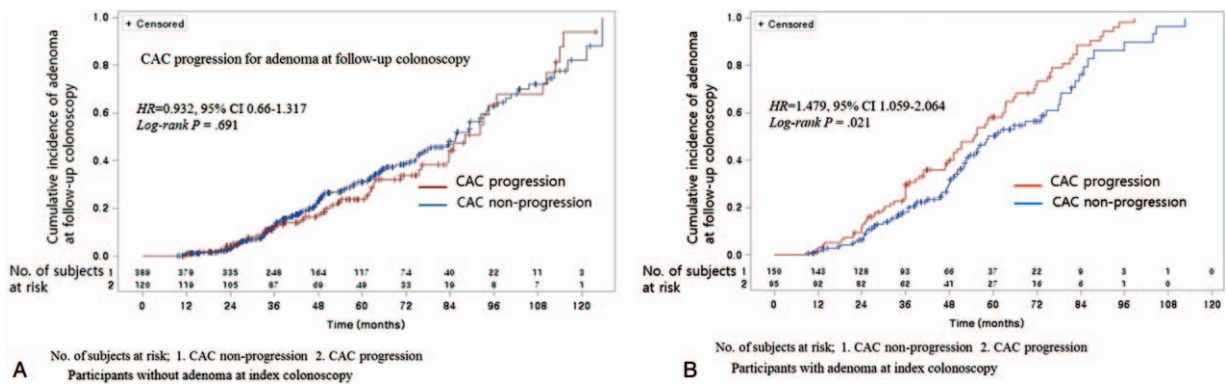 + Censored
CAC progression for adenoma at follow-up colonoscopy
HR=0.932, 95% CI 0.66-1.317
Log-rank P = .691
CAC progression
CAC non-progression
Cumulative incidence of adenoma
at follow-up colonoscopy
1.0
0.8
0.6
0.4
0.2
0.0
No. of subjects 1 389 379 335 248 164 117 74 40 22 11 3
at risk 2 120 119 105 87 69 49 33 19 8 7 1
0 12 24 36 48 60 72 84 96 108 120
Time (months)
No. of subjects at risk; 1. CAC non-progression 2. CAC progression
A Participants without adenoma at index colonoscopy
+ Censored
HR=1.479, 95% CI 1.059-2.064
Log-rank P = .021
CAC progression
CAC non-progression
Cumulative incidence of adenoma
at follow-up colonoscopy
1.0
0.8
0.6
0.4
0.2
0.0
No. of subjects 1 150 143 128 93 66 37 22 9 3 1 0
at risk 2 95 92 82 62 41 27 16 6 1 0
0 12 24 36 48 60 72 84 96 108 120
Time (months)
No. of subjects at risk; 1. CAC non-progression 2. CAC progression
B Participants with adenoma at index colonoscopy